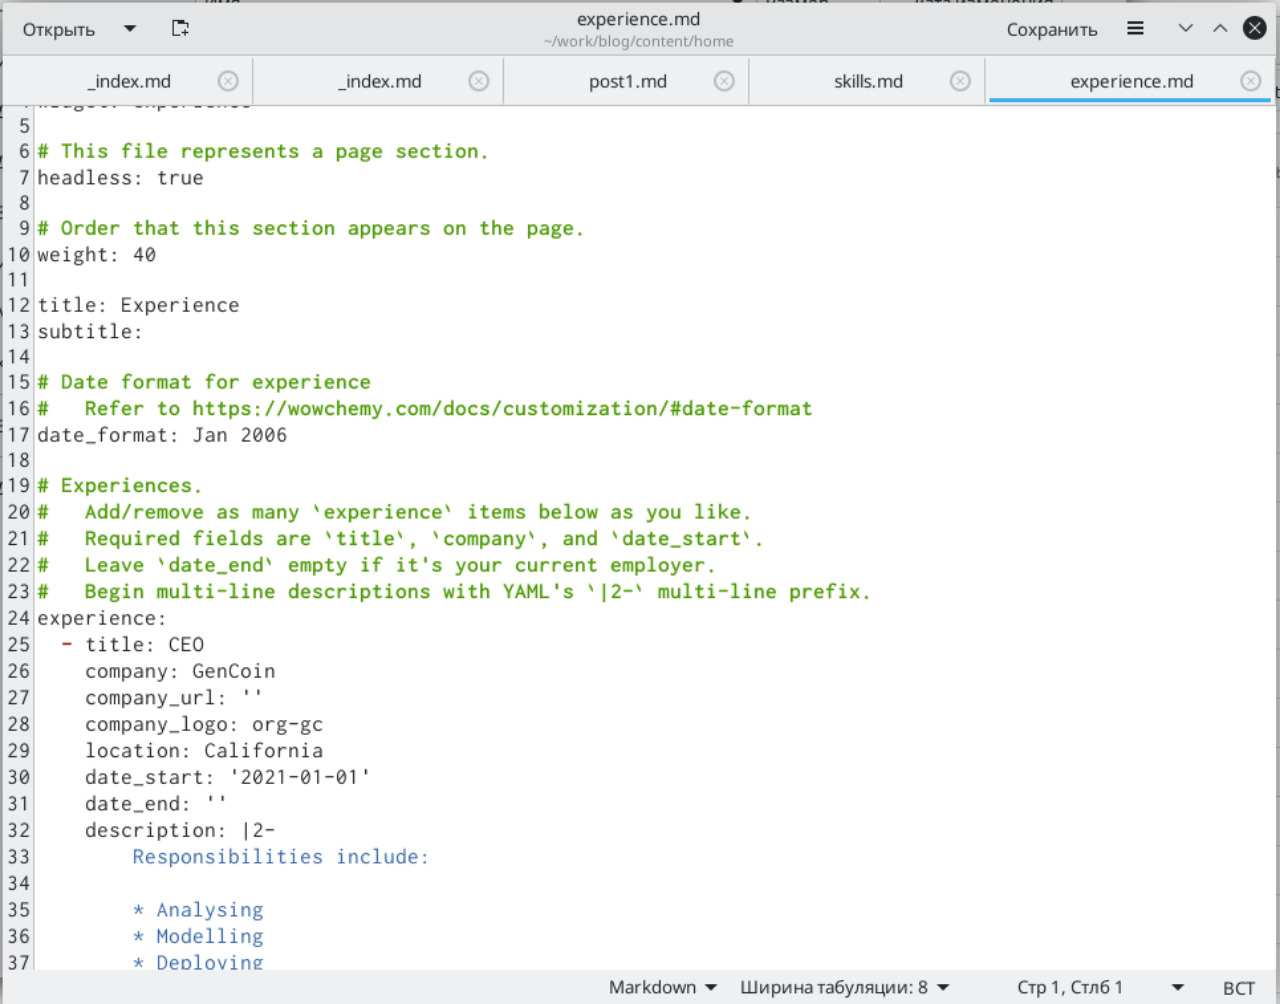 Открыть
experience.md
~/work/blog/content/home
Сохранить
_index.md
_index.md
post1.md
skills.md
experience.md
5
6 # This file represents a page section.
7 headless: true
8
9 # Order that this section appears on the page.
10 weight: 40
11
12 title: Experience
13 subtitle:
14
15 # Date format for experience
16 #   Refer to https://wowchemy.com/docs/customization/#date-format
17 date_format: Jan 2006
18
19 # Experiences.
20 #   Add/remove as many `experience` items below as you like.
21 #   Required fields are `title`, `company`, and `date_start`.
22 #   Leave `date_end` empty if it's your current employer.
23 #   Begin multi-line descriptions with YAML's `|2-` multi-line prefix.
24 experience:
25   - title: CEO
26     company: GenCoin
27     company_url: ''
28     company_logo: org-gc
29     location: California
30     date_start: '2021-01-01'
31     date_end: ''
32     description: |2-
33         Responsibilities include:
34
35         * Analysing
36         * Modelling
37         * Deploying
Markdown
Ширина табуляции: 8
Стр 1, Стлб 1
ВСТ